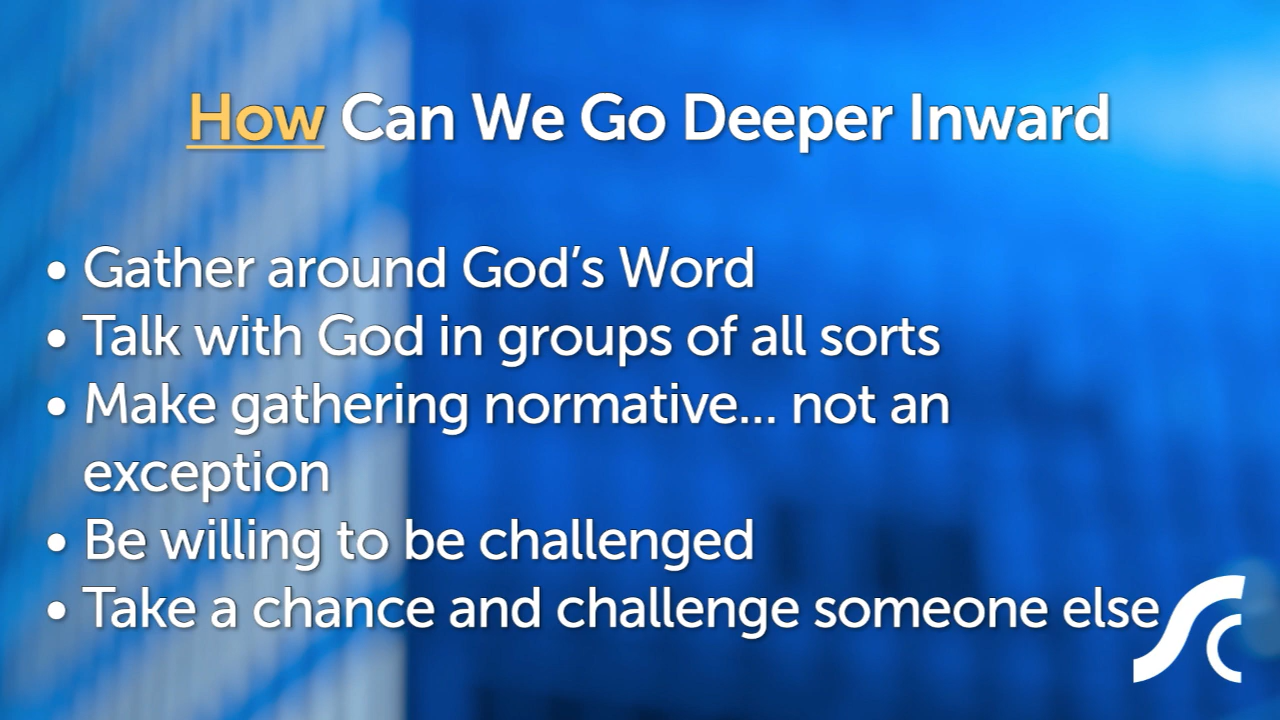 How Can We Go Deeper Inward
• Gather around God’s Word
• Talk with God in groups of all sorts
• Make gathering normative... not an
exception
• Be willing to be challenged
• Take a chance and challenge someone else
SC